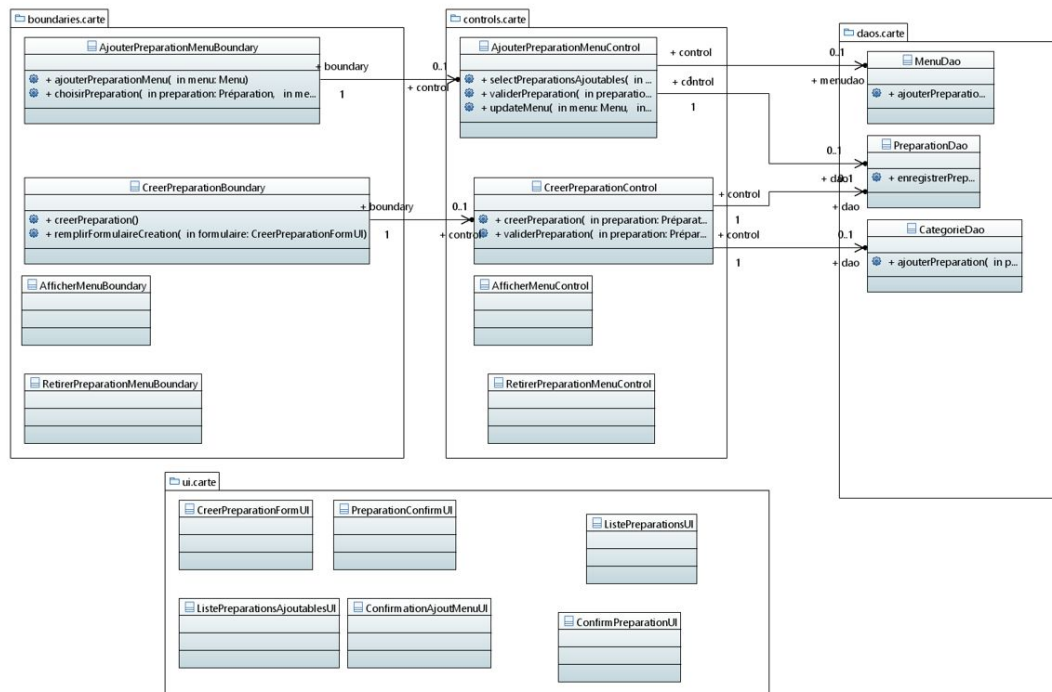 boundaries.carte
AjouterPreparationMenuBoundary
+ ajouterPreparationMenu( in menu: Menu)
+ choisirPreparation( in preparation: Préparation, in me...
+ boundary
1
0..1
+ control
CreerPreparationBoundary
+ creerPreparation()
+ remplirFormulaireCreation( in formulaire: CreerPreparationFormUI)
+ boundary
1
0..1
+ control
AfficherMenuBoundary
RetirerPreparationMenuBoundary
controls.carte
AjouterPreparationMenuControl
+ selectPreparationsAjoutables( in ...
+ validerPreparation( in preparatio...
+ updateMenu( in menu: Menu, in...
+ control
1
0..1
+ menudao
+ control
1
0..1
+ dao
CreerPreparationControl
+ creerPreparation( in preparation: Préparat...
+ validerPreparation( in preparation: Prépar...
+ control
1
0..1
+ dao
+ control
1
0..1
+ dao
AfficherMenuControl
RetirerPreparationMenuControl
daos.carte
MenuDao
+ ajouterPreparatio...
PreparationDao
+ enregistrerPrep...
CategorieDao
+ ajouterPreparation( in p...
ui.carte
CreerPreparationFormUI
PreparationConfirmUI
ListePreparationsUI
ListePreparationsAjoutablesUI
ConfirmationAjoutMenuUI
ConfirmPreparationUI